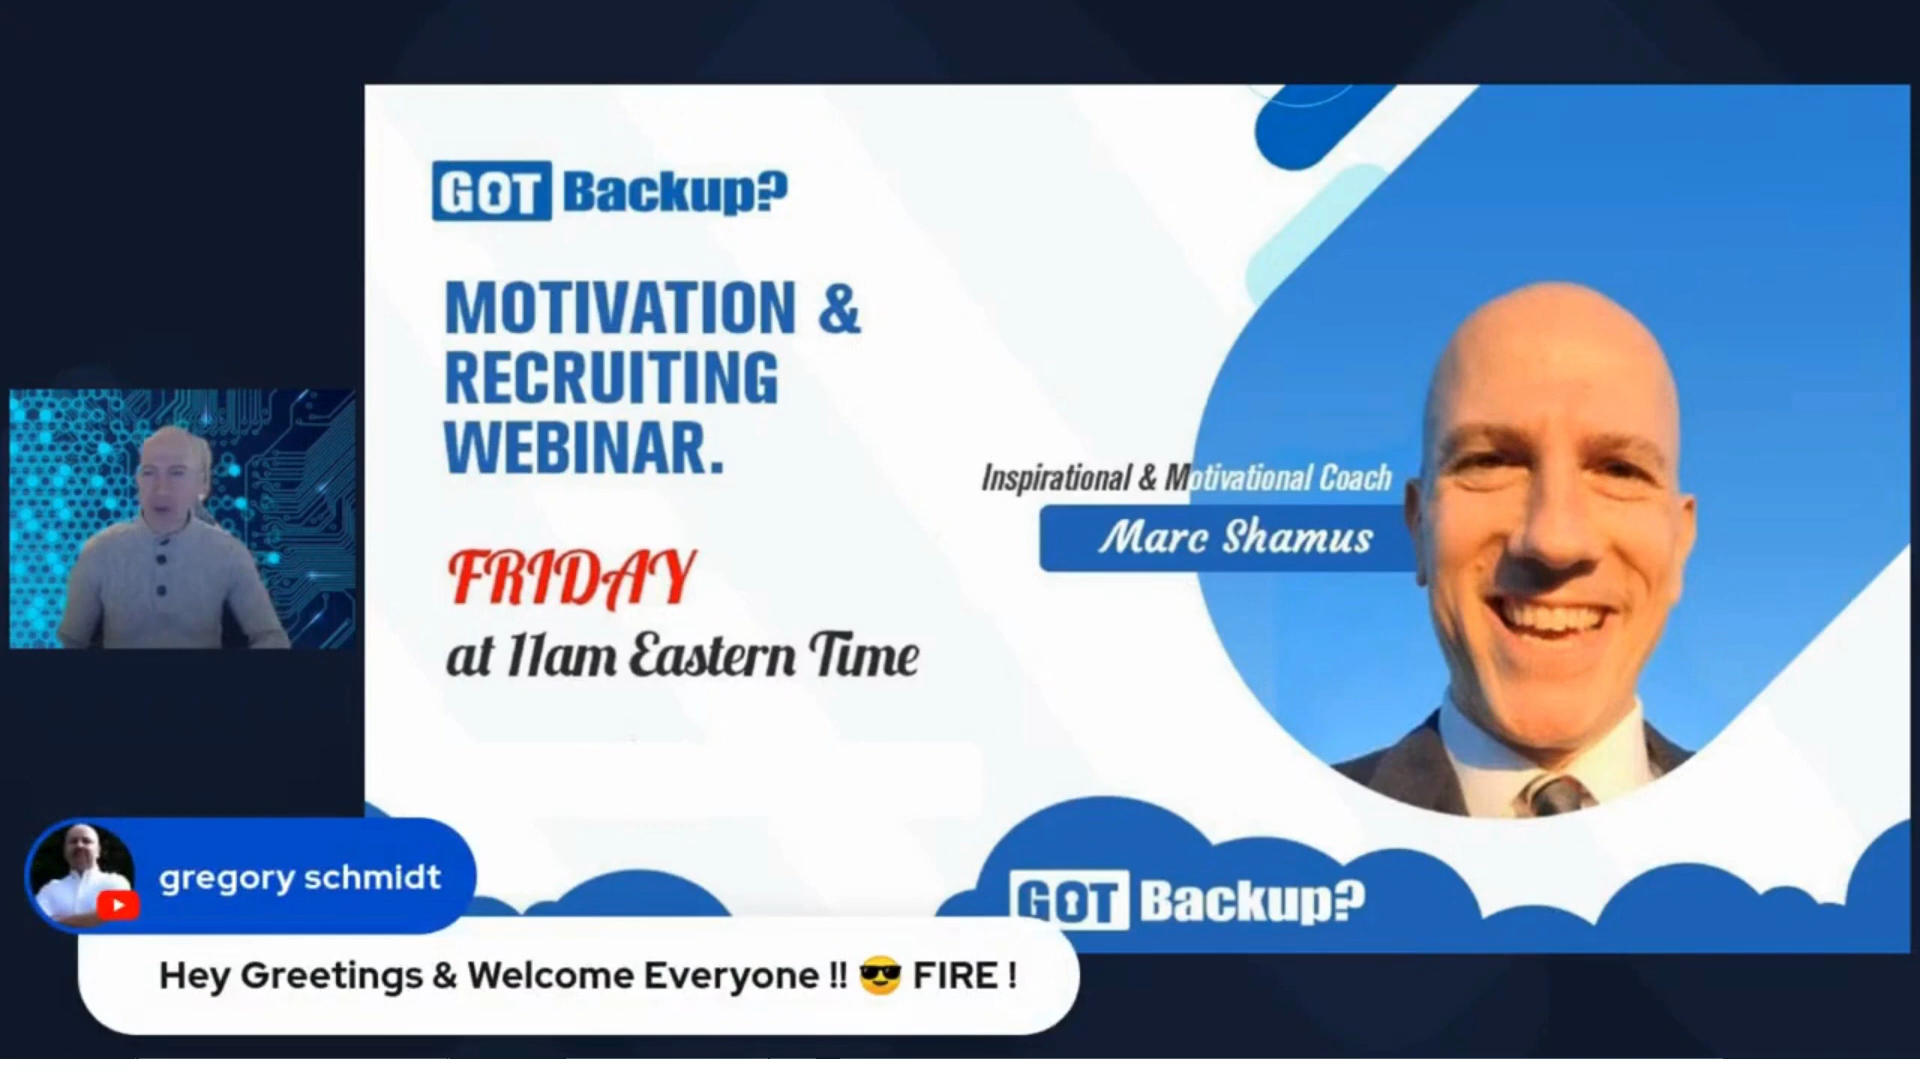 GOT Backup?
MOTIVATION &
RECRUITING
WEBINAR.
FRIDAY
at 11am Eastern Time
Inspirational & Motivational Coach
Marc Shamus
GOT Backup?
gregory schmidt
Hey Greetings & Welcome Everyone !! 😎 FIRE !